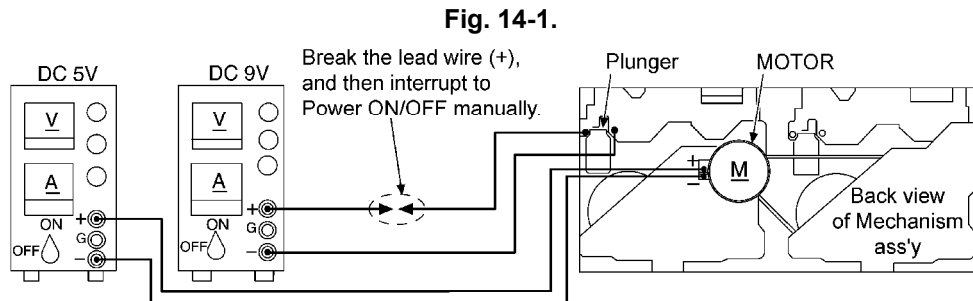 Fig. 14-1.
Break the lead wire (+),
and then interrupt to
Power ON/OFF manually.
Plunger
MOTOR
DC 5V
DC 9V
V
V
A
A
+
ON
G
OFF
−
+
ON
G
OFF
−
+
−
M
Back view
of Mechanism
ass'y